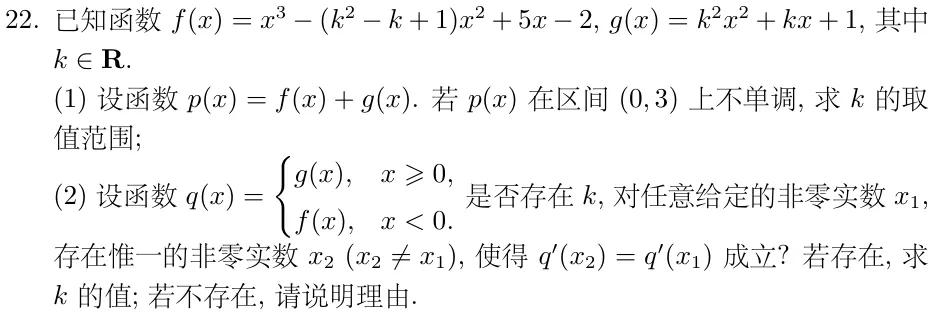 22. 已知函数 f(x) = x³ − (k² − k + 1)x² + 5x − 2, g(x) = k²x² + kx + 1, 其中
k ∈ R.
(1) 设函数 p(x) = f(x) + g(x). 若 p(x) 在区间 (0, 3) 上不单调, 求 k 的取
值范围;
(2) 设函数 q(x) = { g(x), x ⩾ 0, f(x), x < 0. 是否存在 k, 对任意给定的非零实数 x₁,
存在惟一的非零实数 x₂ (x₂ ≠ x₁), 使得 q′(x₂) = q′(x₁) 成立? 若存在, 求
k 的值; 若不存在, 请说明理由.